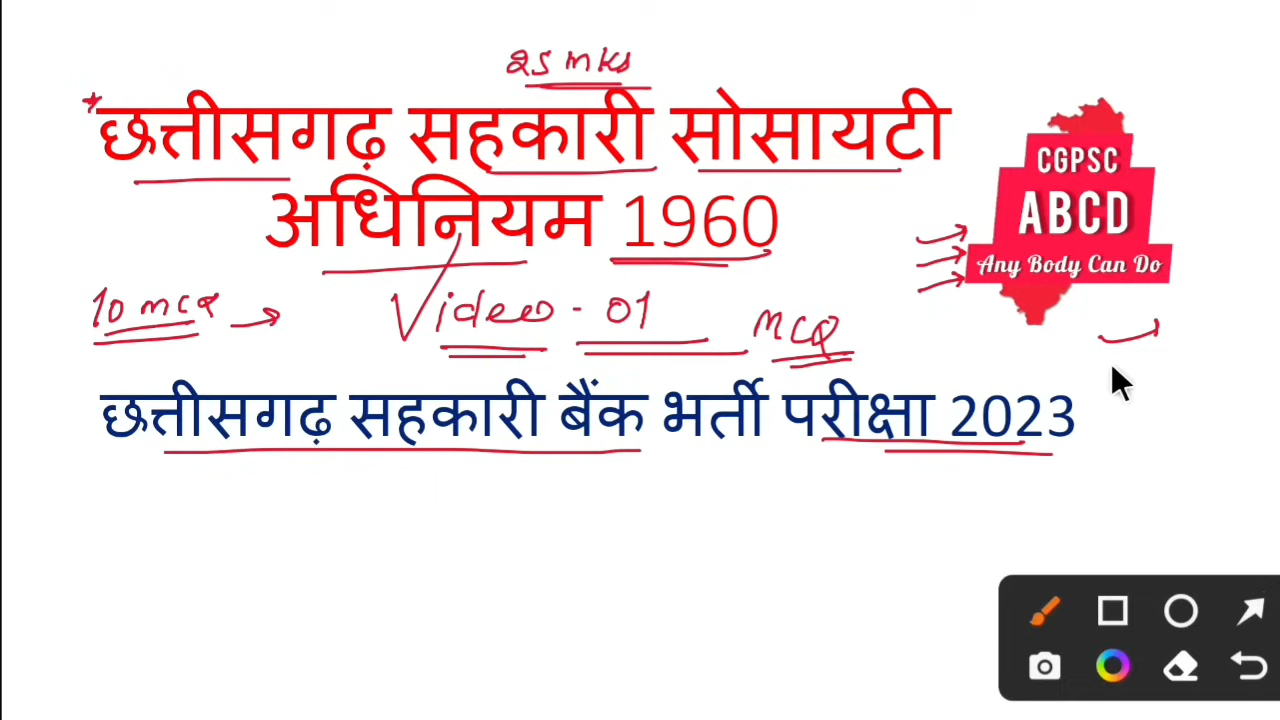 25 mks
*छत्तीसगढ़ सहकारी सोसायटी
अधिनियम 1960
CGPSC
ABCD
Any Body Can Do
10 mcq →
Video - 01
MCQ
छत्तीसगढ़ सहकारी बैंक भर्ती परीक्षा 2023